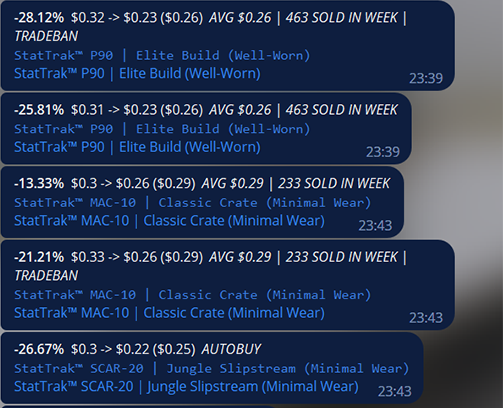 -28.12% $0.32 -> $0.23 ($0.26) AVG $0.26 | 463 SOLD IN WEEK |
TRADEBAN
StatTrak™ P90 | Elite Build (Well-Worn)
StatTrak™ P90 | Elite Build (Well-Worn)
23:39
-25.81% $0.31 -> $0.23 ($0.26) AVG $0.26 | 463 SOLD IN WEEK
StatTrak™ P90 | Elite Build (Well-Worn)
StatTrak™ P90 | Elite Build (Well-Worn)
23:39
-13.33% $0.3 -> $0.26 ($0.29) AVG $0.29 | 233 SOLD IN WEEK
StatTrak™ MAC-10 | Classic Crate (Minimal Wear)
StatTrak™ MAC-10 | Classic Crate (Minimal Wear)
23:43
-21.21% $0.33 -> $0.26 ($0.29) AVG $0.29 | 233 SOLD IN WEEK |
TRADEBAN
StatTrak™ MAC-10 | Classic Crate (Minimal Wear)
StatTrak™ MAC-10 | Classic Crate (Minimal Wear)
23:43
-26.67% $0.3 -> $0.22 ($0.25) AUTOBUY
StatTrak™ SCAR-20 | Jungle Slipstream (Minimal Wear)
StatTrak™ SCAR-20 | Jungle Slipstream (Minimal Wear)
23:43